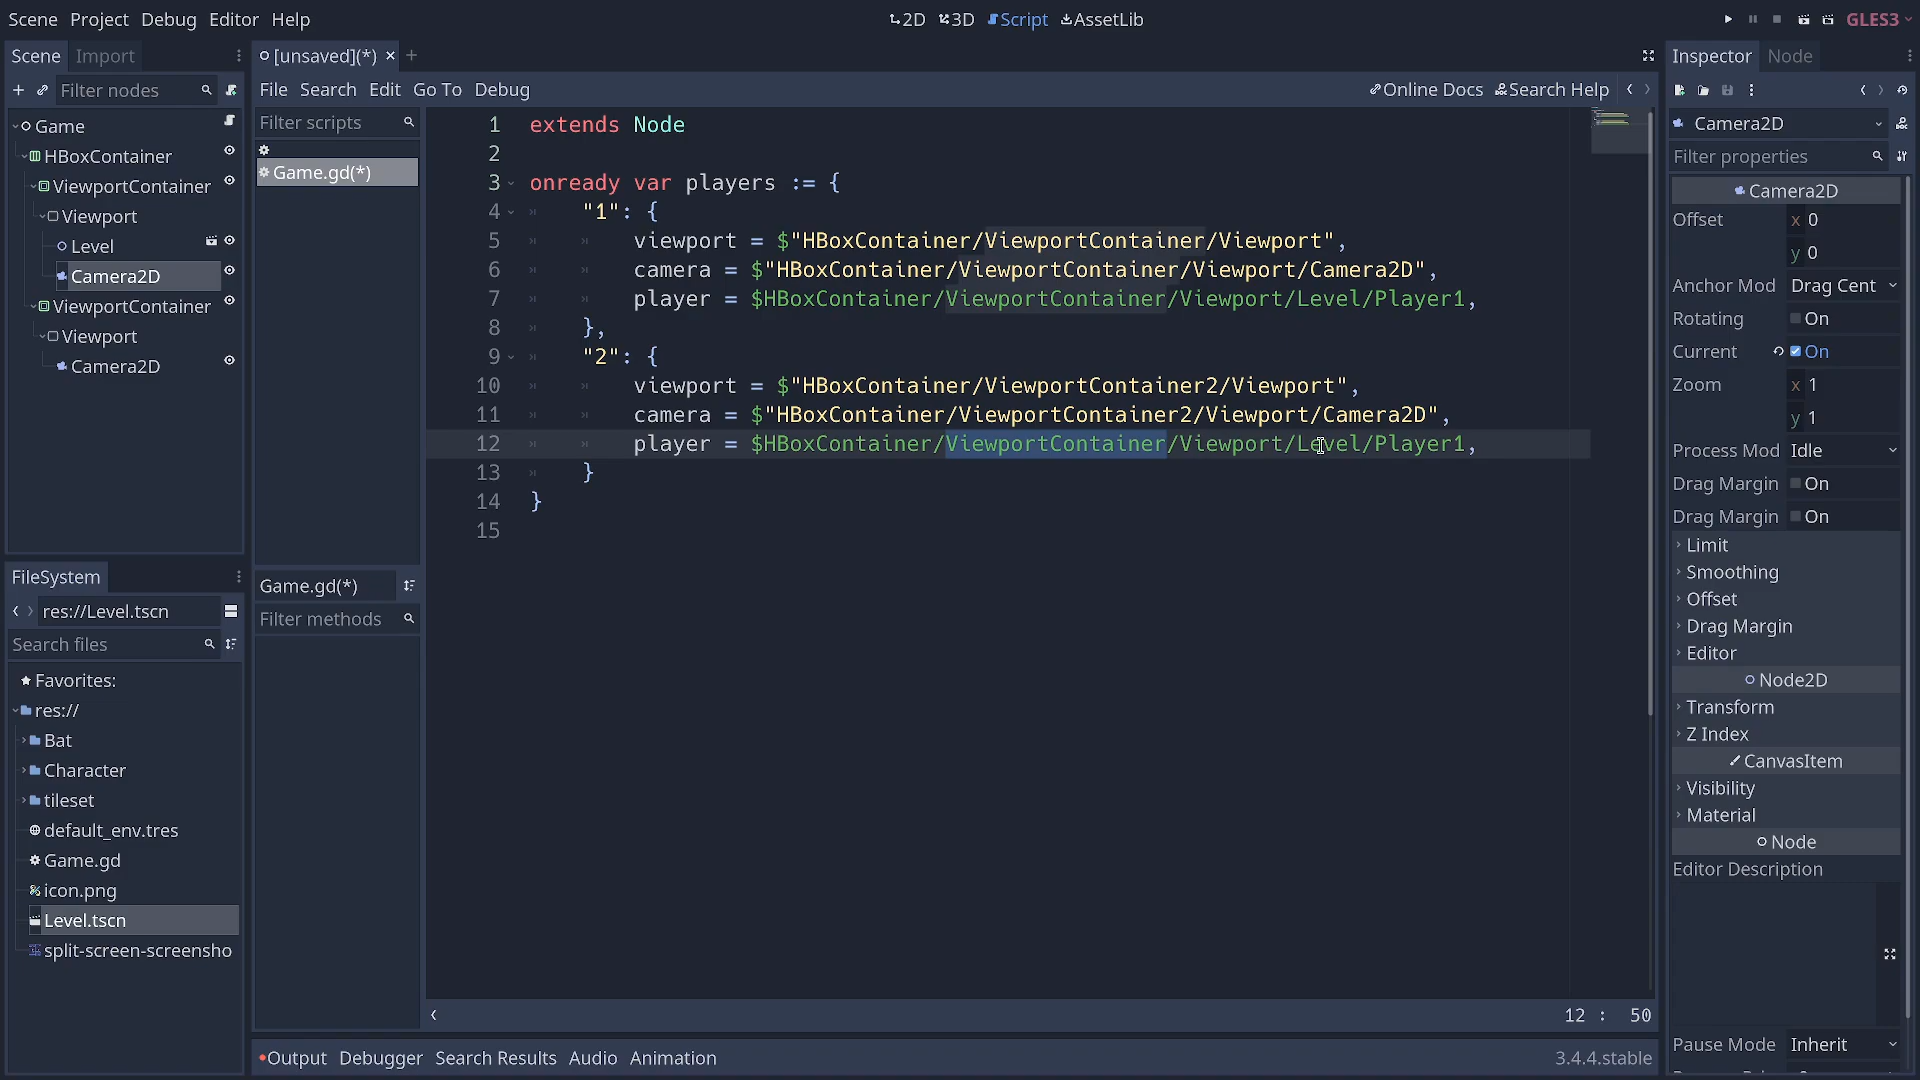 Scene Project Debug Editor Help
2D 3D Script AssetLib
GLES3
Scene Import
Filter nodes
Game
HBoxContainer
ViewportContainer
Viewport
Level
Camera2D
ViewportContainer
Viewport
Camera2D
FileSystem
res://Level.tscn
Search files
Favorites:
res://
Bat
Character
tileset
default_env.tres
Game.gd
icon.png
Level.tscn
split-screen-screensho
[unsaved](*)
File Search Edit Go To Debug
Online Docs Search Help
Filter scripts
Game.gd(*)
Game.gd(*)
Filter methods
1 extends Node
2
3 onready var players := {
4 "1": {
5 viewport = $"HBoxContainer/ViewportContainer/Viewport",
6 camera = $"HBoxContainer/ViewportContainer/Viewport/Camera2D",
7 player = $HBoxContainer/ViewportContainer/Viewport/Level/Player1,
8 },
9 "2": {
10 viewport = $"HBoxContainer/ViewportContainer2/Viewport",
11 camera = $"HBoxContainer/ViewportContainer2/Viewport/Camera2D",
12 player = $HBoxContainer/ViewportContainer/Viewport/Level/Player1,
13 }
14 }
15
12 : 50
Output Debugger Search Results Audio Animation
3.4.4.stable
Inspector Node
Camera2D
Filter properties
Camera2D
Offset x 0
y 0
Anchor Mod Drag Cent
Rotating On
Current On
Zoom x 1
y 1
Process Mod Idle
Drag Margin On
Drag Margin On
Limit
Smoothing
Offset
Drag Margin
Editor
Node2D
Transform
Z Index
CanvasItem
Visibility
Material
Node
Editor Description
Pause Mode Inherit